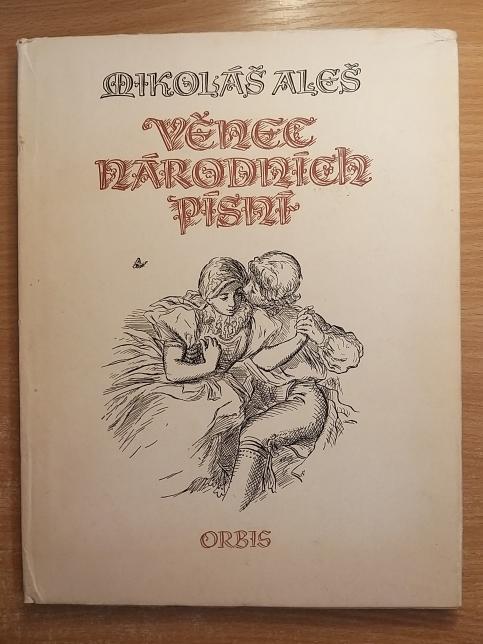 MIKOLÁŠ ALEŠ
VĚNEC
NÁRODNÍCH
PÍSNÍ
ORBIS